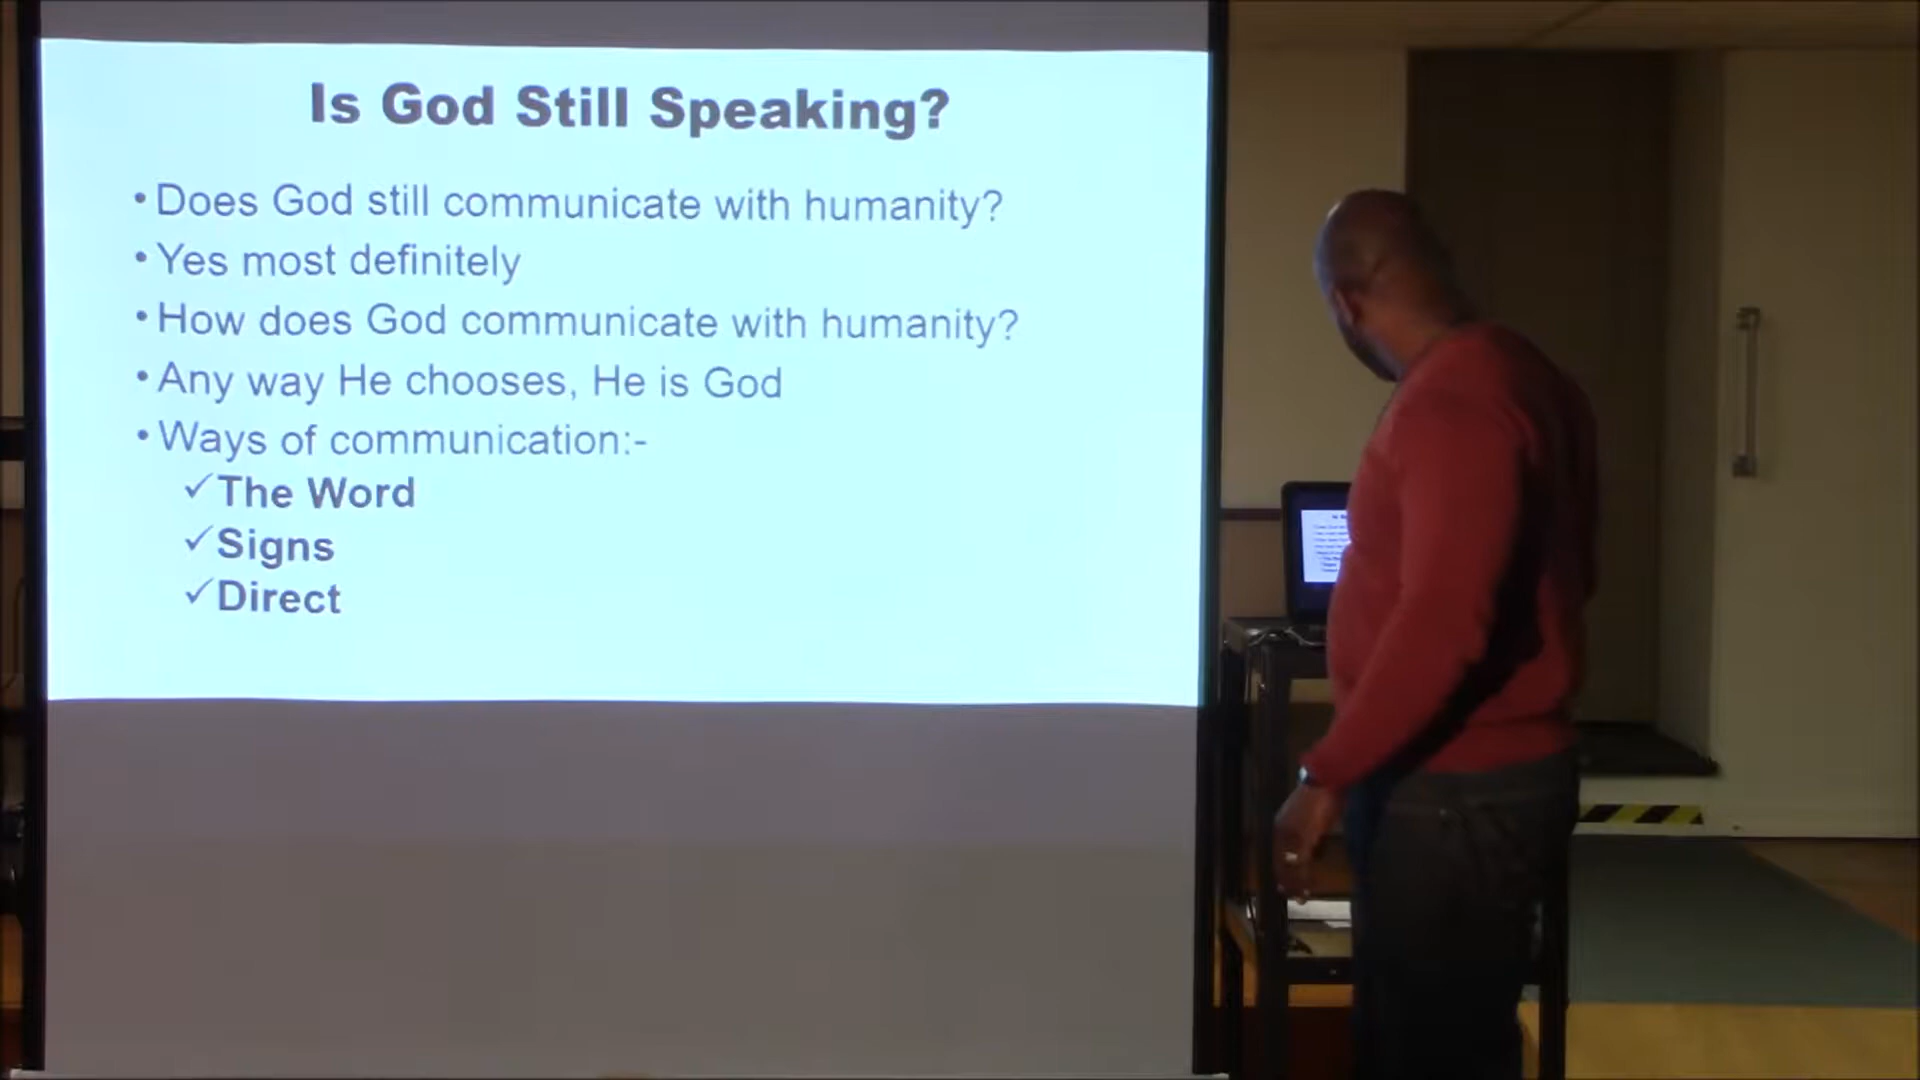 Is God Still Speaking?
• Does God still communicate with humanity?
• Yes most definitely
• How does God communicate with humanity?
• Any way He chooses, He is God
• Ways of communication:-
✓ The Word
✓ Signs
✓ Direct